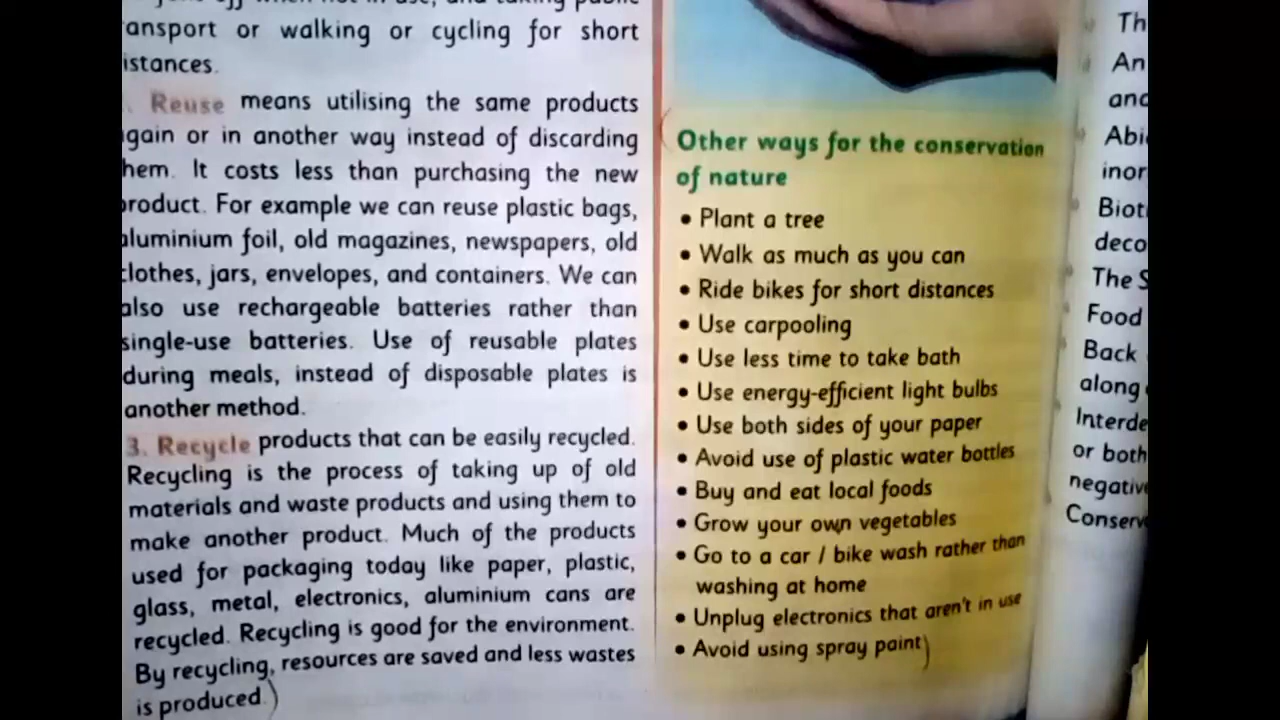 ansport or walking or cycling for short
istances.
. Reuse means utilising the same products
gain or in another way instead of discarding
hem. It costs less than purchasing the new
product. For example we can reuse plastic bags,
aluminium foil, old magazines, newspapers, old
clothes, jars, envelopes, and containers. We can
also use rechargeable batteries rather than
single-use batteries. Use of reusable plates
during meals, instead of disposable plates is
another method.
3. Recycle products that can be easily recycled.
Recycling is the process of taking up of old
materials and waste products and using them to
make another product. Much of the products
used for packaging today like paper, plastic,
glass, metal, electronics, aluminium cans are
recycled. Recycling is good for the environment.
By recycling, resources are saved and less wastes
is produced.)
Other ways for the conservation
of nature
• Plant a tree
• Walk as much as you can
• Ride bikes for short distances
• Use carpooling
• Use less time to take bath
• Use energy-efficient light bulbs
• Use both sides of your paper
• Avoid use of plastic water bottles
• Buy and eat local foods
• Grow your own vegetables
• Go to a car / bike wash rather than
washing at home
• Unplug electronics that aren't in use
• Avoid using spray paint)
Th
An
and
Abi
inor
Biot
deco
The S
Food
Back
along
Interde
or both
negativ
Conserv